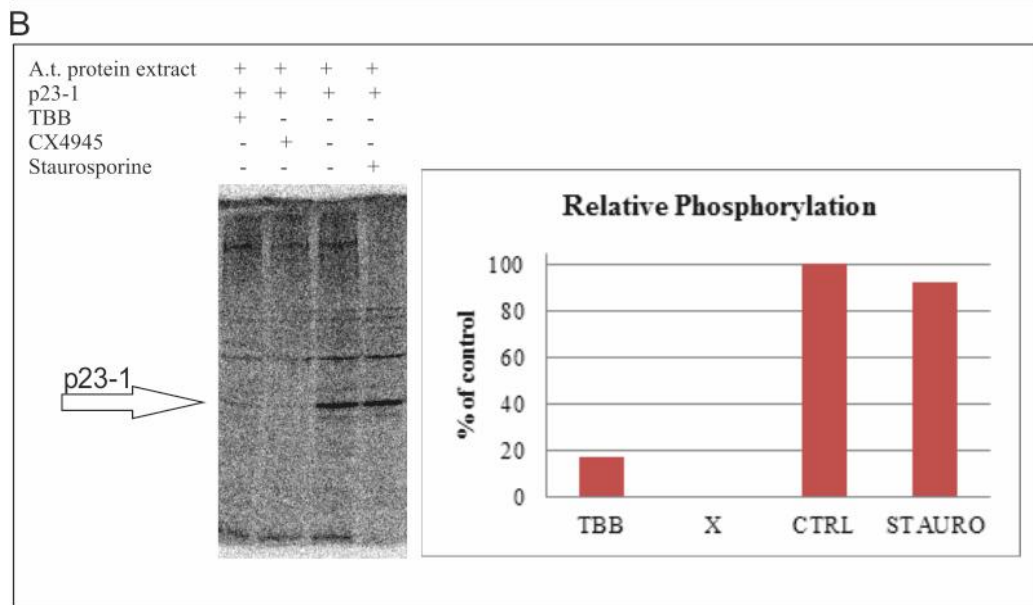 B
A.t. protein extract + + + +
p23-1 + + + +
TBB + - - -
CX4945 - + - -
Staurosporine - - - +
p23-1
Relative Phosphorylation
% of control
100
80
60
40
20
0
TBB X CTRL STAURO